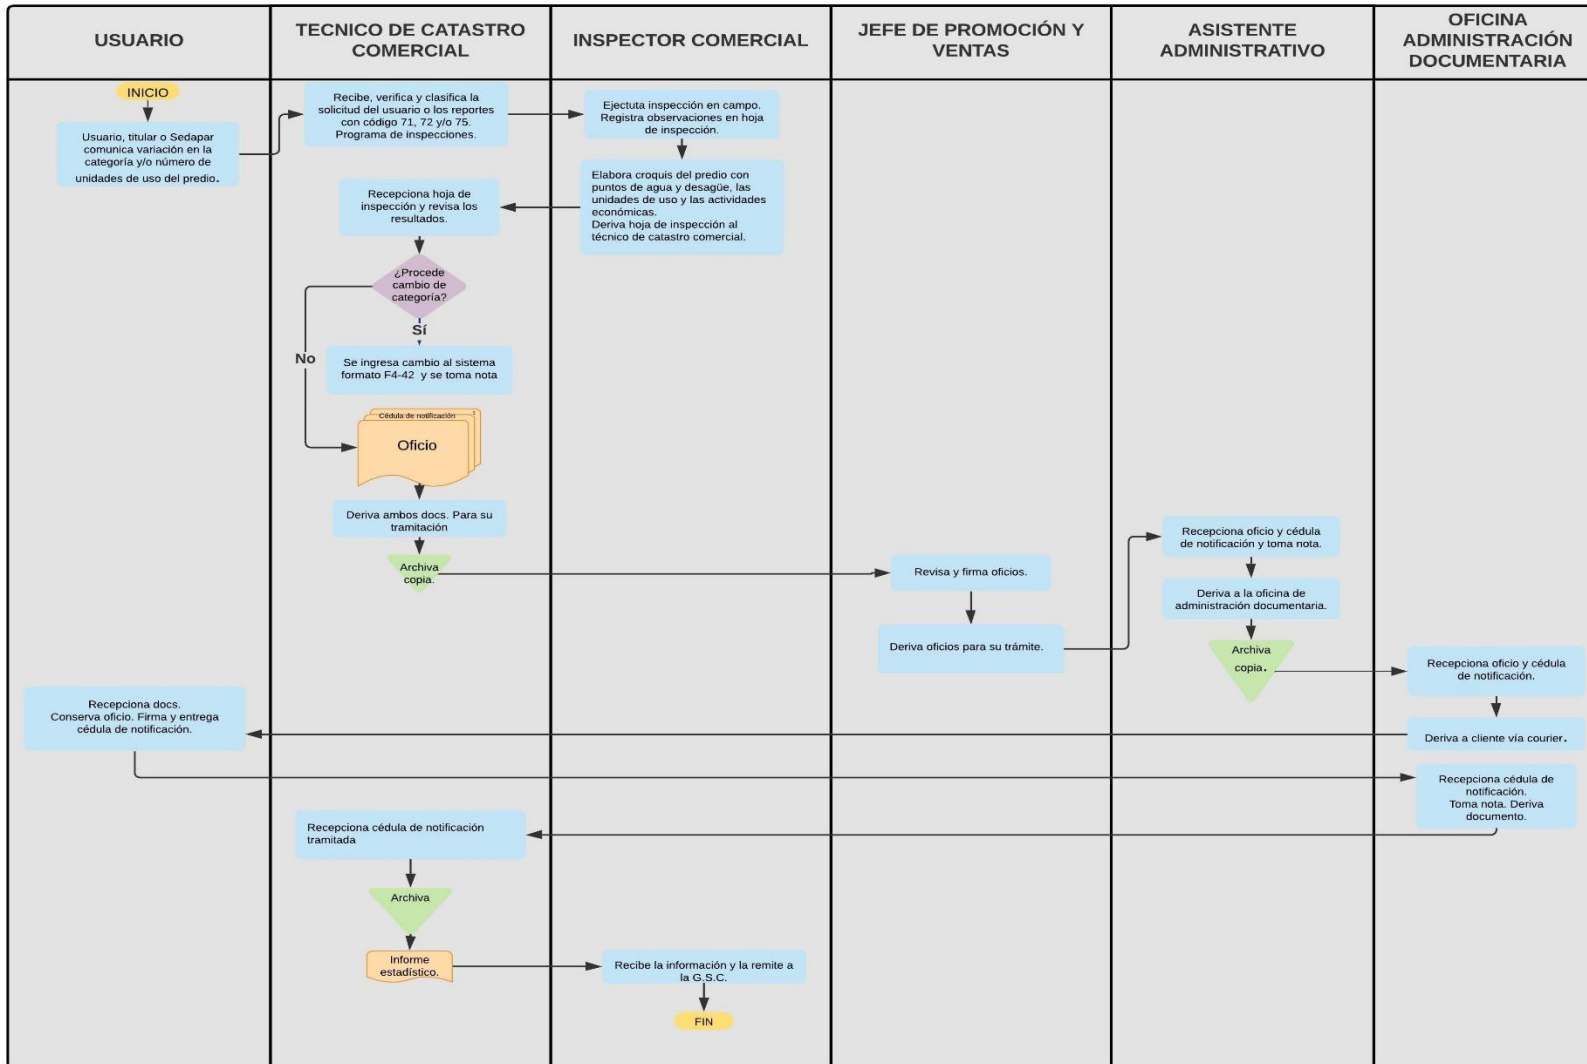 USUARIO
TECNICO DE CATASTRO
COMERCIAL
INSPECTOR COMERCIAL
JEFE DE PROMOCIÓN Y
VENTAS
ASISTENTE
ADMINISTRATIVO
OFICINA
ADMINISTRACIÓN
DOCUMENTARIA
INICIO
Usuario, titular o Sedapar
comunica variación en la
categoría y/o número de
unidades de uso del predio.
Recibe, verifica y clasifica la
solicitud del usuario o los reportes
con código 71, 72 y/o 75.
Programa de inspecciones.
Ejectuta inspección en campo.
Registra observaciones en hoja
de inspección.
Elabora croquis del predio con
puntos de agua y desagüe, las
unidades de uso y las actividades
económicas.
Deriva hoja de inspección al
técnico de catastro comercial.
Recepciona hoja de
inspección y revisa los
resultados.
¿Procede
cambio de
categoría?
Sí
No
Se ingresa cambio al sistema
formato F4-42 y se toma nota
Cédula de notificación
Oficio
Deriva ambos docs. Para su
tramitación
Archiva
copia.
Revisa y firma oficios.
Deriva oficios para su trámite.
Recepciona oficio y cédula
de notificación y toma nota.
Deriva a la oficina de
administración documentaria.
Archiva
copia.
Recepciona oficio y cédula
de notificación.
Deriva a cliente vía courier.
Recepciona docs.
Conserva oficio. Firma y entrega
cédula de notificación.
Recepciona cédula de
notificación.
Toma nota. Deriva
documento.
Recepciona cédula de notificación
tramitada
Archiva
Informe
estadístico.
Recibe la información y la remite a
la G.S.C.
FIN